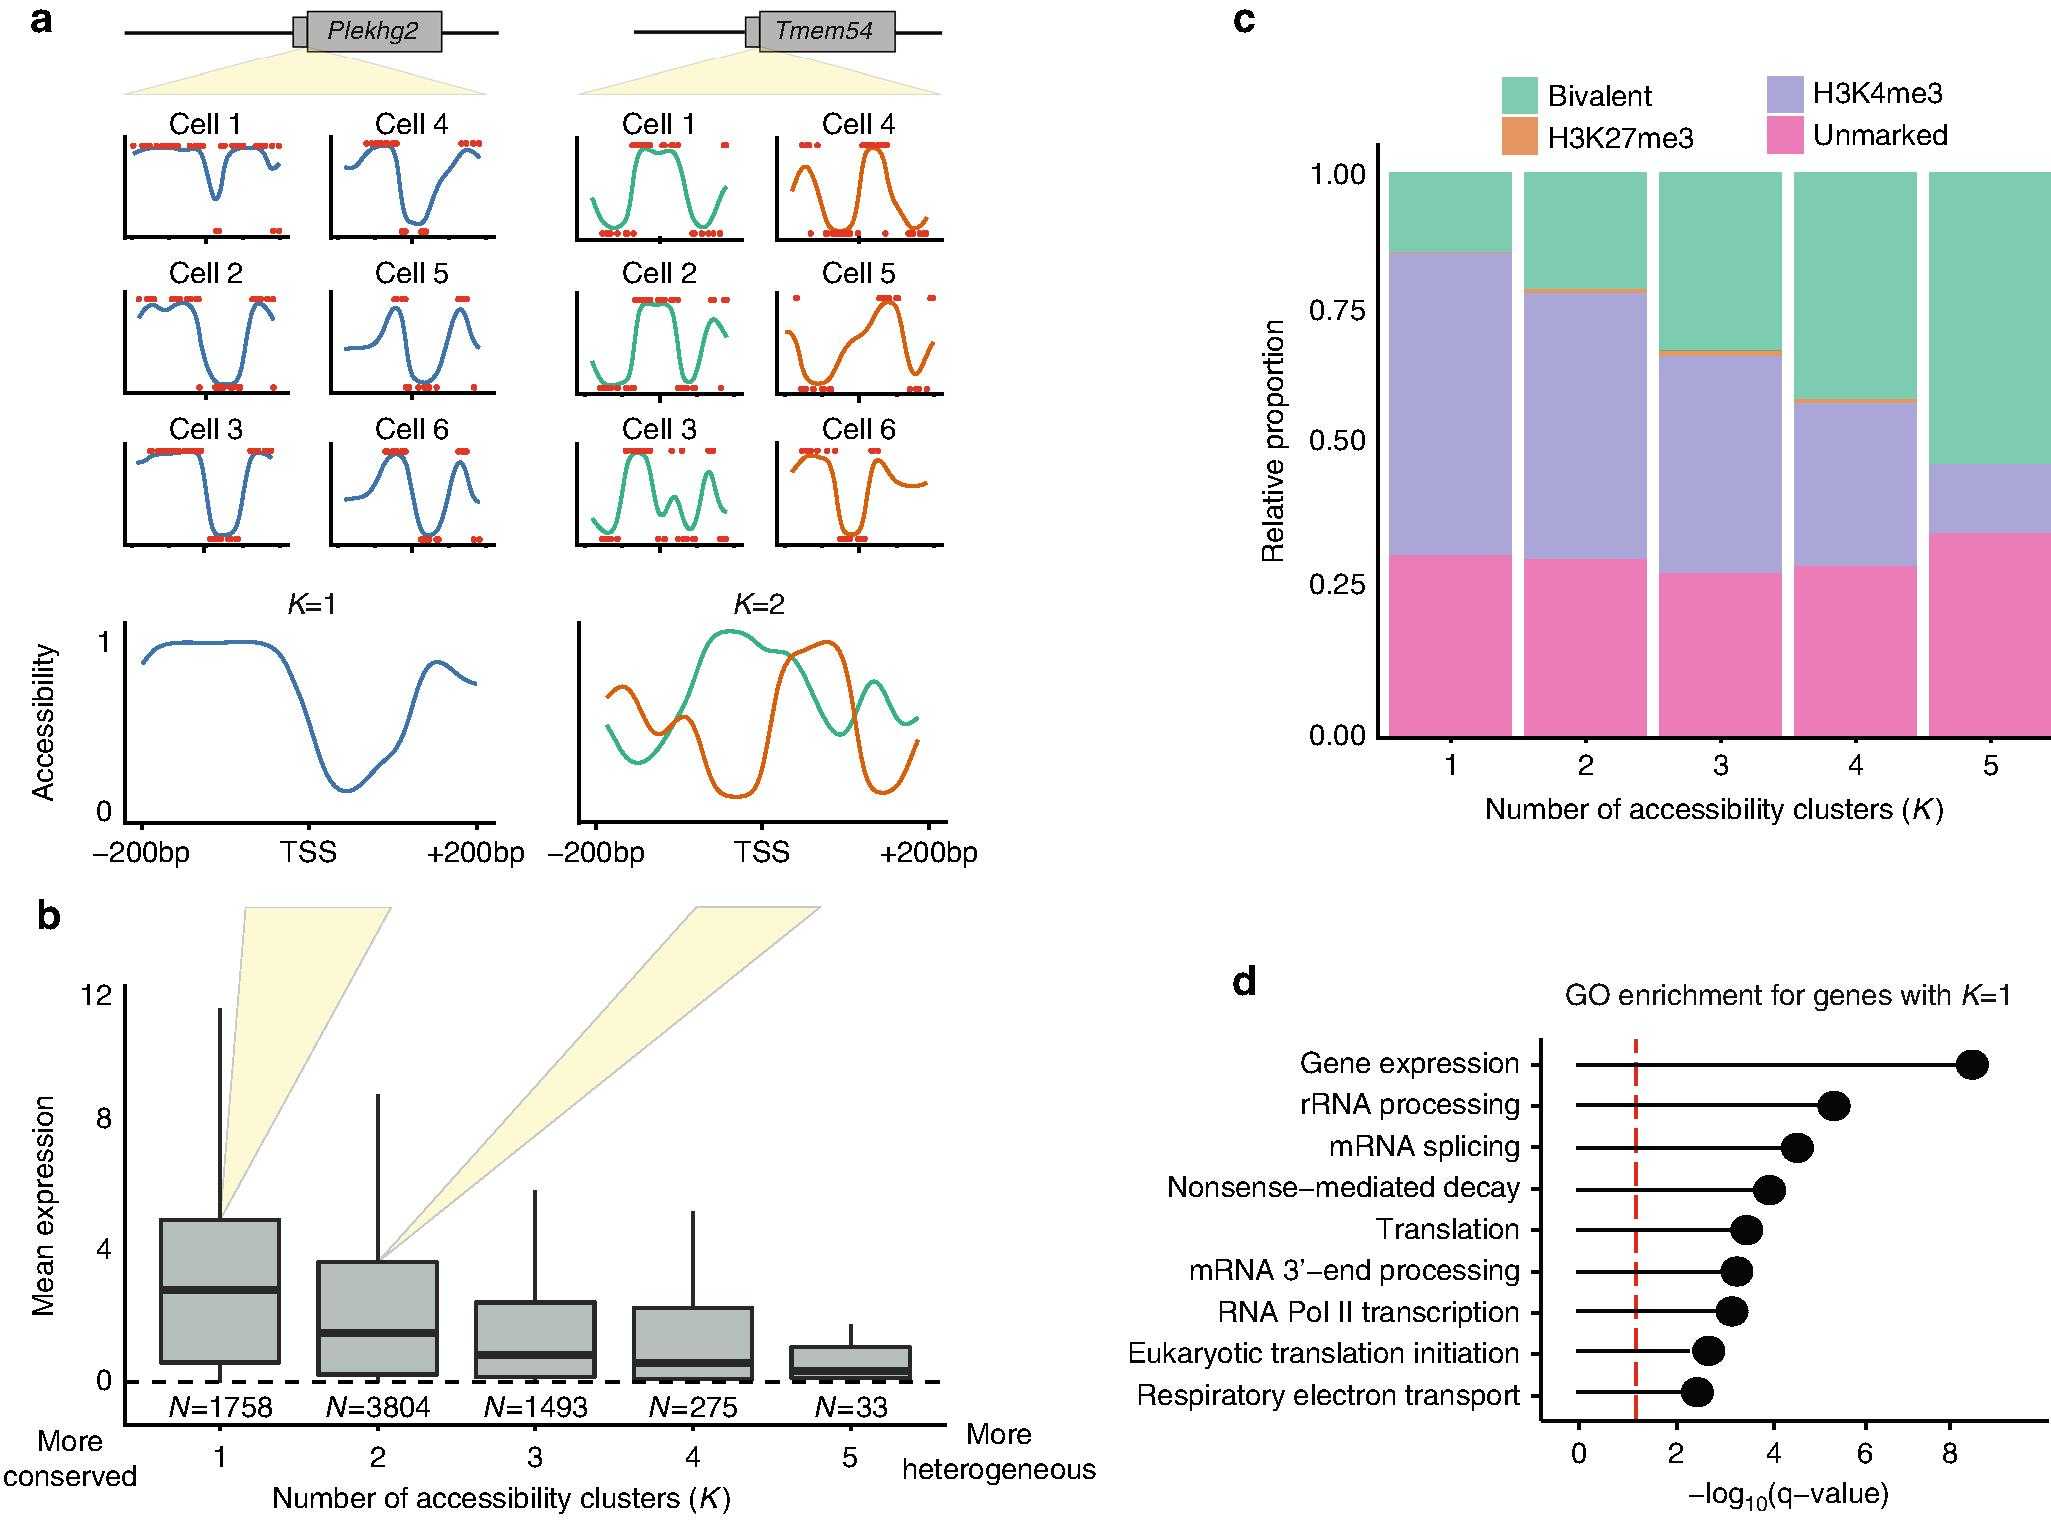 a
Plekhg2
Tmem54
Cell 1
Cell 4
Cell 1
Cell 4
Cell 2
Cell 5
Cell 2
Cell 5
Cell 3
Cell 6
Cell 3
Cell 6
K=1
K=2
Accessibility
1
0
−200bp
TSS
+200bp
−200bp
TSS
+200bp
b
Mean expression
12
8
4
0
N=1758
N=3804
N=1493
N=275
N=33
More
conserved
1
2
3
4
5
More
heterogeneous
Number of accessibility clusters (K)
c
Bivalent
H3K27me3
H3K4me3
Unmarked
Relative proportion
1.00
0.75
0.50
0.25
0.00
1
2
3
4
5
Number of accessibility clusters (K)
d
GO enrichment for genes with K=1
Gene expression
rRNA processing
mRNA splicing
Nonsense−mediated decay
Translation
mRNA 3’−end processing
RNA Pol II transcription
Eukaryotic translation initiation
Respiratory electron transport
0
2
4
6
8
−log10(q−value)